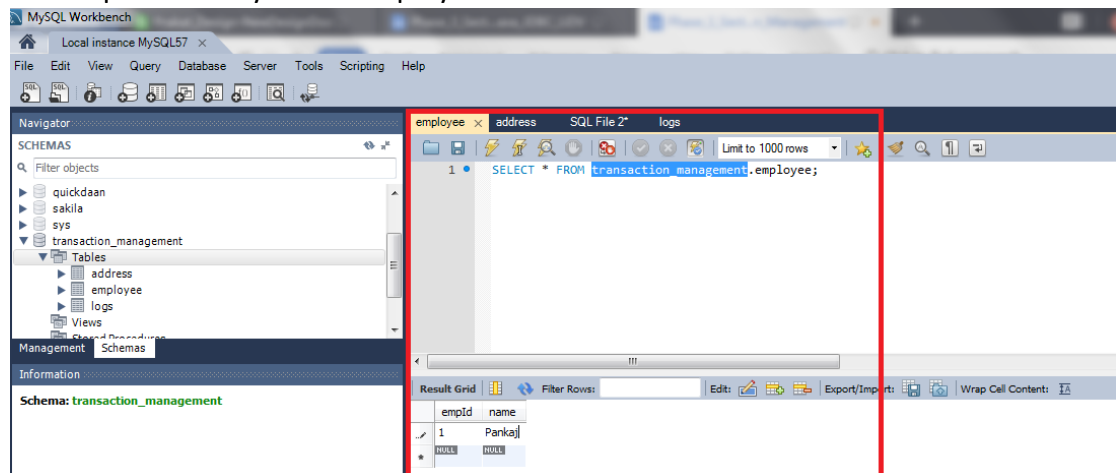 MySQL Workbench
Local instance MySQL57 ×
File Edit View Query Database Server Tools Scripting Help
Navigator
SCHEMAS
Filter objects
quickdaan
sakila
sys
transaction_management
Tables
address
employee
logs
Views
Management Schemas
Information
Schema: transaction_management
employee × address SQL File 2* logs
Limit to 1000 rows
1 SELECT * FROM transaction_management.employee;
Result Grid Filter Rows: Edit: Export/Import: Wrap Cell Content:
empId name
1 Pankaj
* NULL NULL